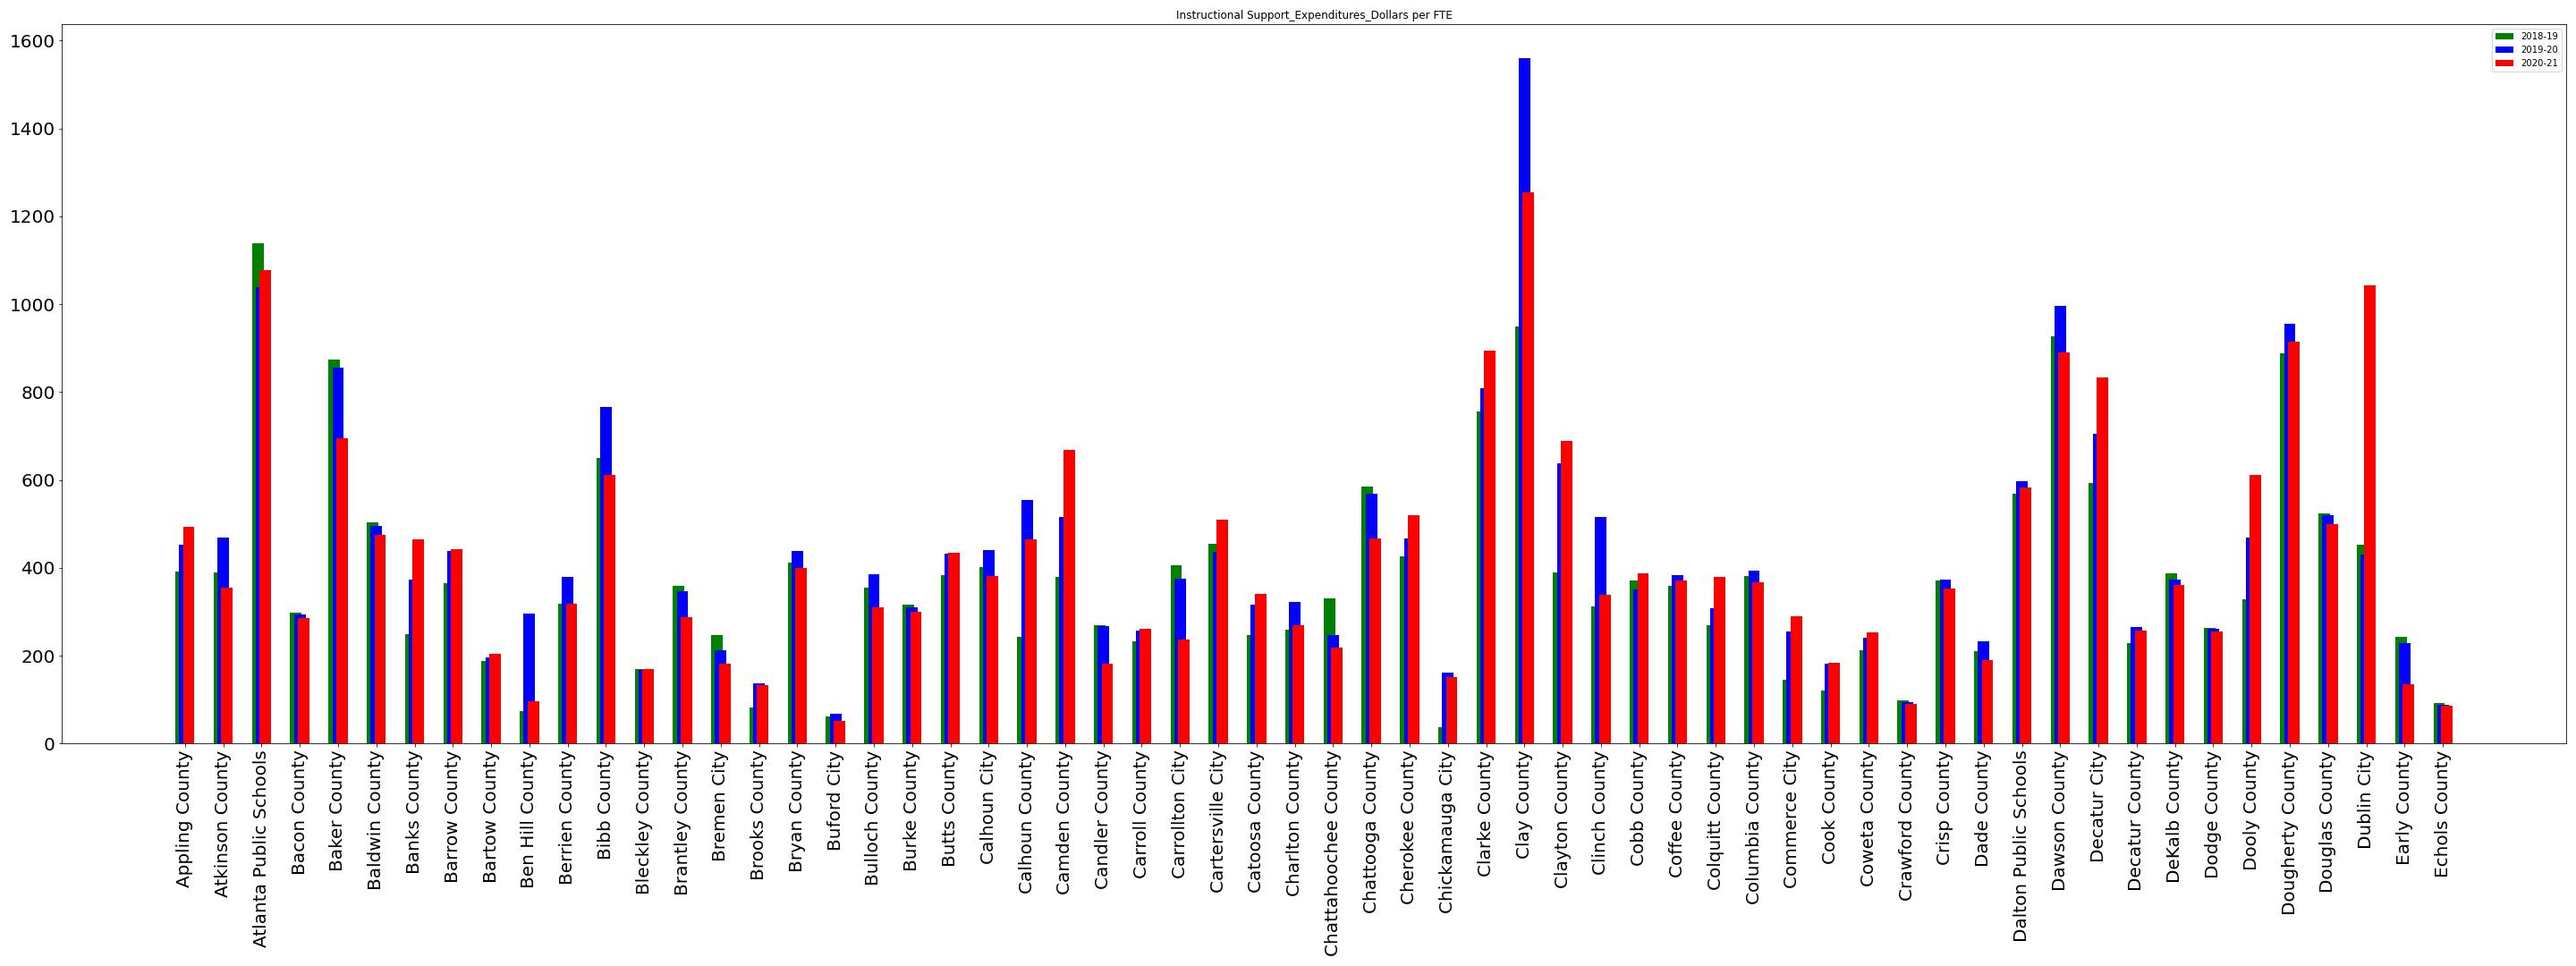 Instructional Support_Expenditures_Dollars per FTE
2018-19
2019-20
2020-21
1600
1400
1200
1000
800
600
400
200
0
Appling County
Atkinson County
Atlanta Public Schools
Bacon County
Baker County
Baldwin County
Banks County
Barrow County
Bartow County
Ben Hill County
Berrien County
Bibb County
Bleckley County
Brantley County
Bremen City
Brooks County
Bryan County
Buford City
Bulloch County
Burke County
Butts County
Calhoun City
Calhoun County
Camden County
Candler County
Carroll County
Carrollton City
Cartersville City
Catoosa County
Charlton County
Chattahoochee County
Chattooga County
Cherokee County
Chickamauga City
Clarke County
Clay County
Clayton County
Clinch County
Cobb County
Coffee County
Colquitt County
Columbia County
Commerce City
Cook County
Coweta County
Crawford County
Crisp County
Dade County
Dalton Public Schools
Dawson County
Decatur City
Decatur County
DeKalb County
Dodge County
Dooly County
Dougherty County
Douglas County
Dublin City
Early County
Echols County